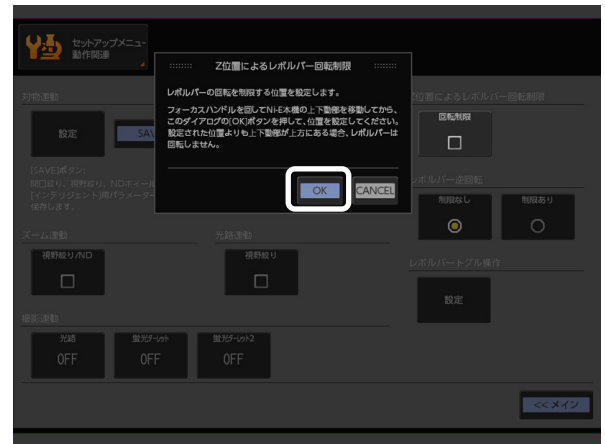 セットアップメニュー
動作関連
Z位置によるレボルバー回転制限
レボルバーの回転を制限する位置を設定します。
フォーカスハンドルを回してNi-E本機の上下動部を移動してから、
このダイアログの[OK]ボタンを押して、位置を設定してください。
設定された位置よりも上下動部が上方にある場合、レボルバーは
回転しません。
OK
CANCEL
対物連動
設定
SAV
[SAVE]ボタン:
開口絞り、視野絞り、NDホイール
[インテリジェント]用パラメーター
保存します。
Z位置によるレボルバー回転制限
回転制限
レボルバー逆回転
制限なし
制限あり
ズーム連動
視野絞り/ND
光路連動
視野絞り
レボルバートグル操作
設定
撮影連動
光路
OFF
蛍光ターレット
OFF
蛍光ターレット2
OFF
<< メイン